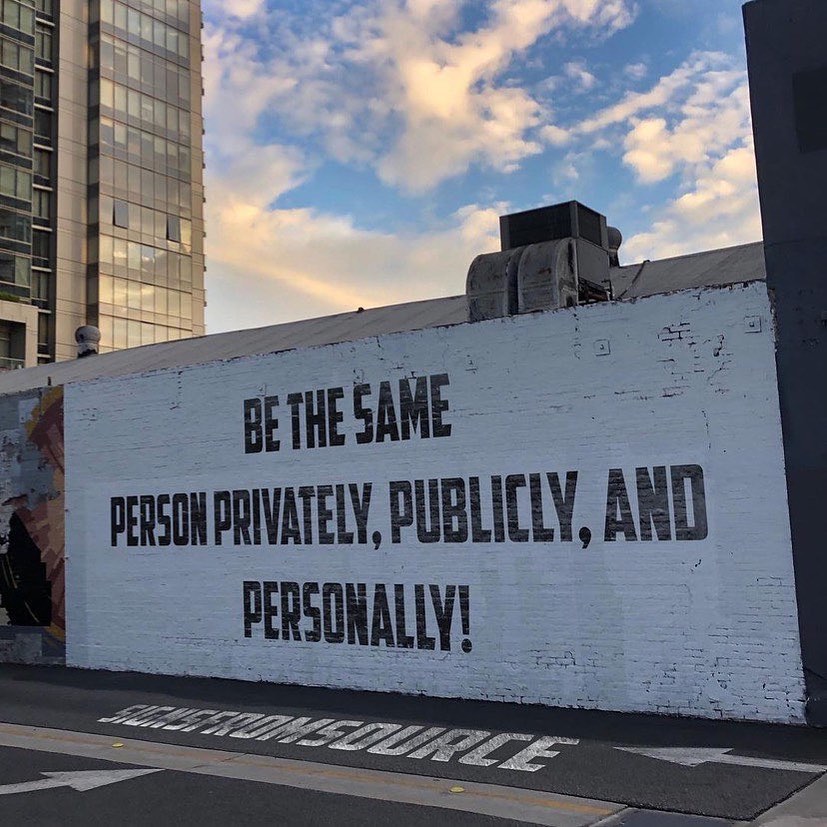 BE THE SAME
PERSON PRIVATELY, PUBLICLY, AND
PERSONALLY!
SIGNSFROMSOURCE